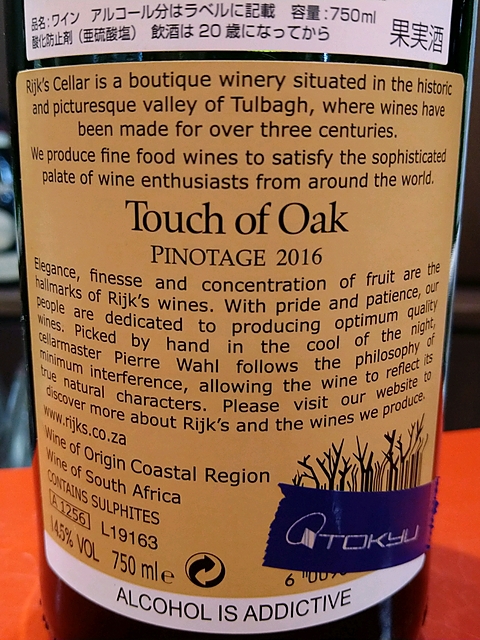 品名:ワイン アルコール分はラベルに記載 容量:750ml
酸化防止剤(亜硫酸塩) 飲酒は20歳になってから 果実酒
Rijk's Cellar is a boutique winery situated in the historic
and picturesque valley of Tulbagh, where wines have
been made for over three centuries.
We produce fine food wines to satisfy the sophisticated
palate of wine enthusiasts from around the world.
Touch of Oak
PINOTAGE 2016
Elegance, finesse and concentration of fruit are the
hallmarks of Rijk's wines. With pride and patience, our
people are dedicated to producing optimum quality
wines. Picked by hand in the cool of the night,
cellarmaster Pierre Wahl follows the philosophy of
minimum interference, allowing the wine to reflect its
true natural characters. Please visit our website to
discover more about Rijk's and the wines we produce.
www.rijks.co.za
Wine of Origin Coastal Region
Wine of South Africa
CONTAINS SULPHITES
A 1256 L19163
14.5% VOL 750 ml e
TOKYU
ALCOHOL IS ADDICTIVE